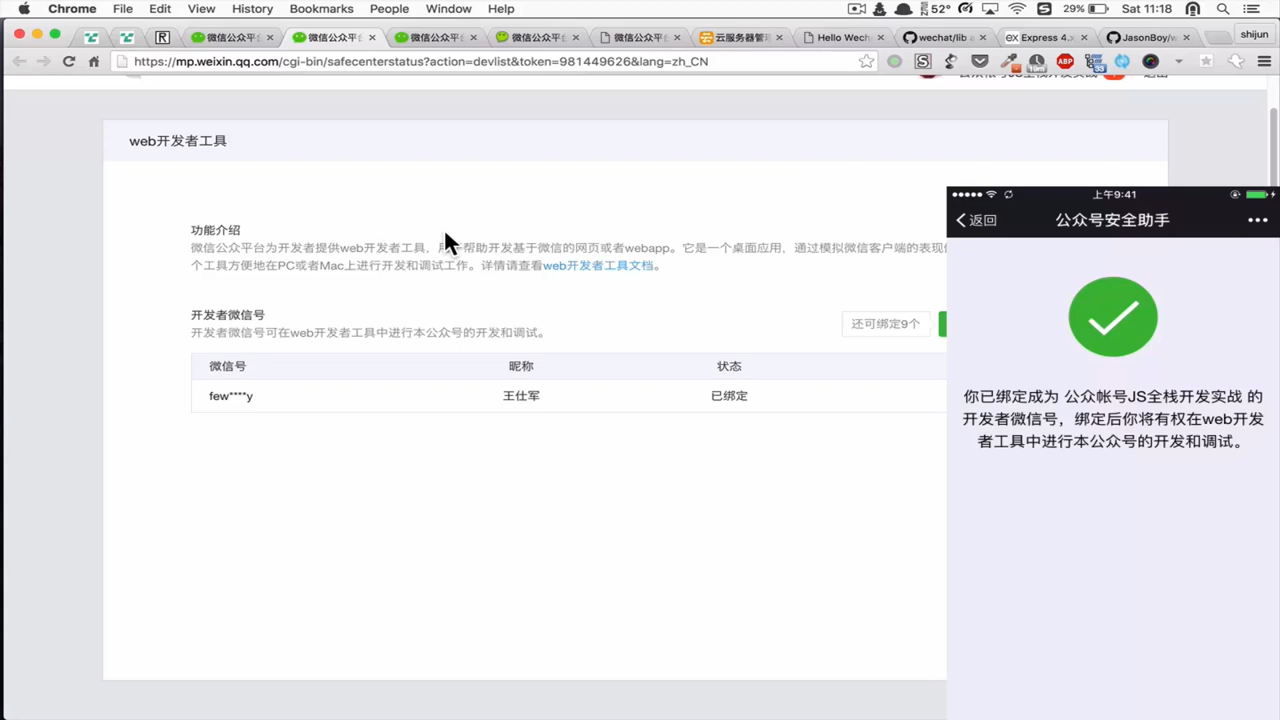 Chrome File Edit View History Bookmarks People Window Help 52° 29% Sat 11:18
微信公众平台 微信公众平台 微信公众平 微信公众平台 微信公众平台 云服务器管理 Hello Wech wechat/lib a Express 4. JasonBoy/w shijun
https://mp.weixin.qq.com/cgi-bin/safecenterstatus?action=devlist&token=981449626&lang=zh_CN
web开发者工具
功能介绍
微信公众平台为开发者提供web开发者工具，用 帮助开发基于微信的网页或者webapp。它是一个桌面应用，通过模拟微信客户端的表现
个工具方便地在PC或者Mac上进行开发和调试工作。详情请查看web开发者工具文档。
开发者微信号
开发者微信号可在web开发者工具中进行本公众号的开发和调试。
还可绑定9个
微信号 昵称 状态
few****y 王仕军 已绑定
上午9:41
返回 公众号安全助手
你已绑定成为 公众帐号JS全栈开发实战 的
开发者微信号，绑定后你将有权在web开发
者工具中进行本公众号的开发和调试。